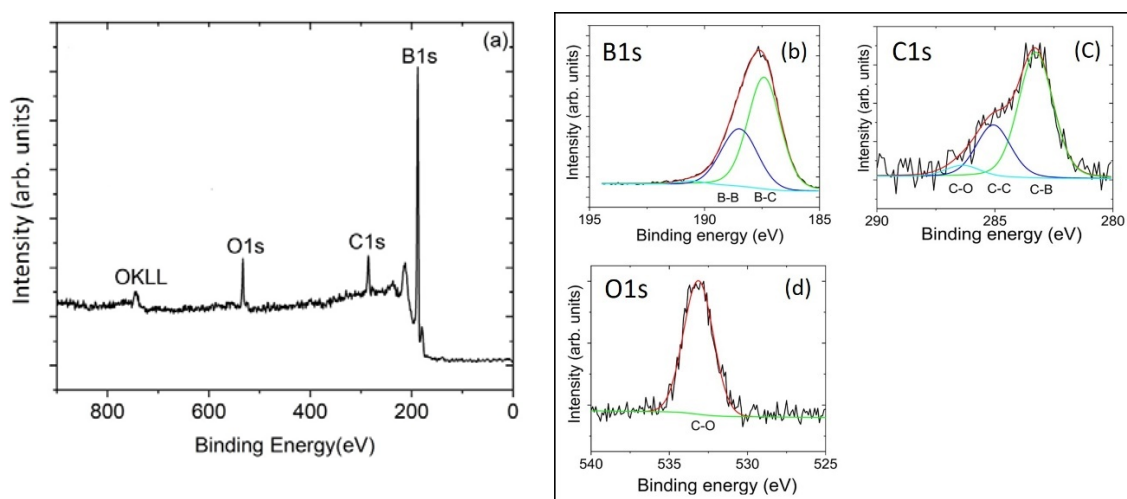 (a)
B1s
O1s
C1s
OKLL
Intensity (arb. units)
800
600
400
200
0
Binding Energy(eV)
B1s
(b)
Intensity (arb. units)
B-B
B-C
195
190
185
Binding energy (eV)
C1s
(C)
Intensity (arb. units)
C-O
C-C
C-B
290
285
280
Binding energy (eV)
O1s
(d)
Intensity (arb. units)
C-O
540
535
530
525
Binding energy (eV)